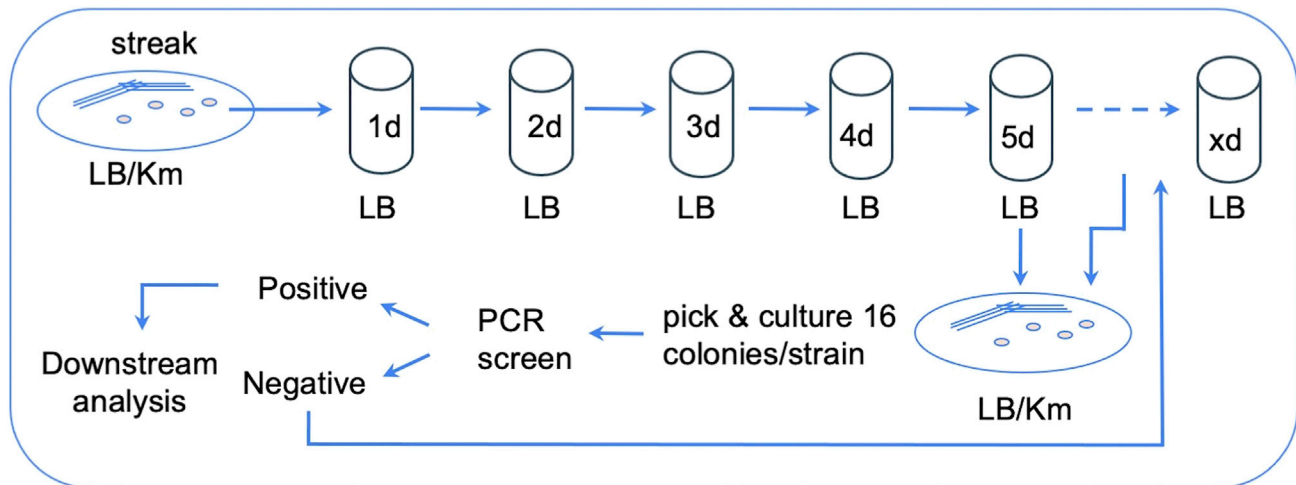 streak
LB/Km
1d
2d
3d
4d
5d
xd
LB
LB
LB
LB
LB
LB
Positive
Negative
Downstream
analysis
PCR
screen
pick & culture 16
colonies/strain
LB/Km